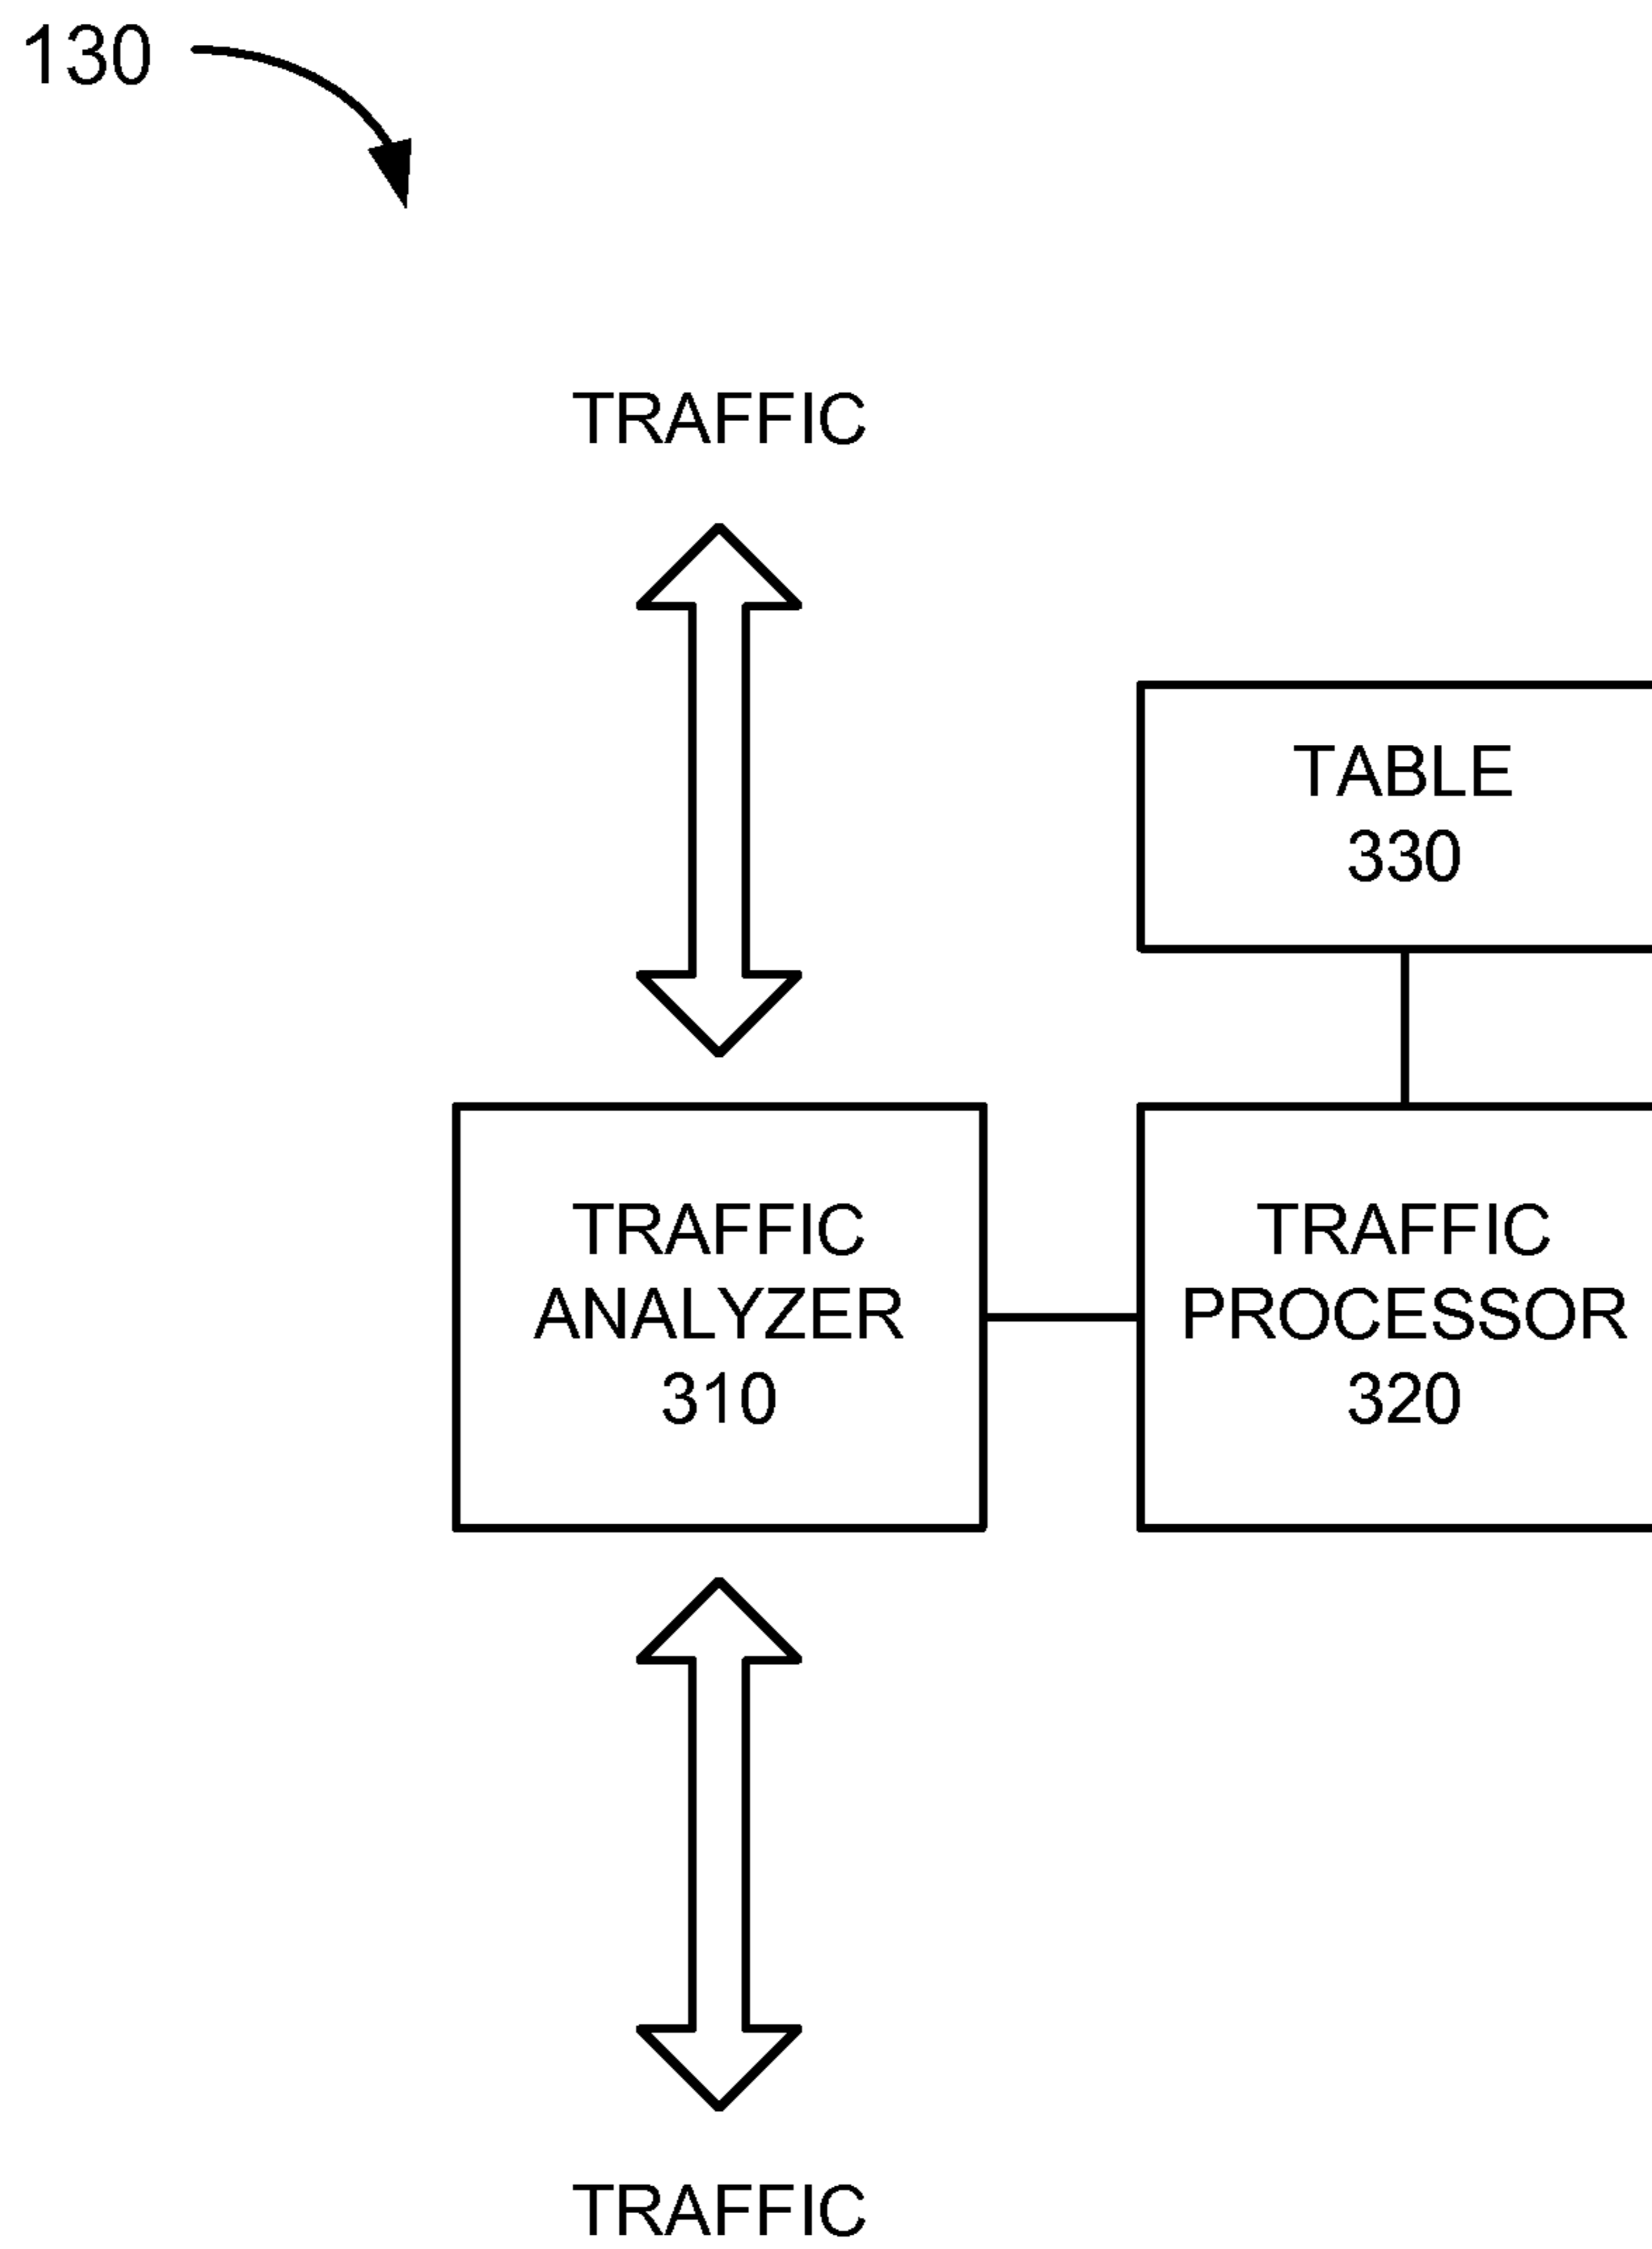 130
TRAFFIC
TABLE
330
TRAFFIC
ANALYZER
310
TRAFFIC
PROCESSOR
320
TRAFFIC